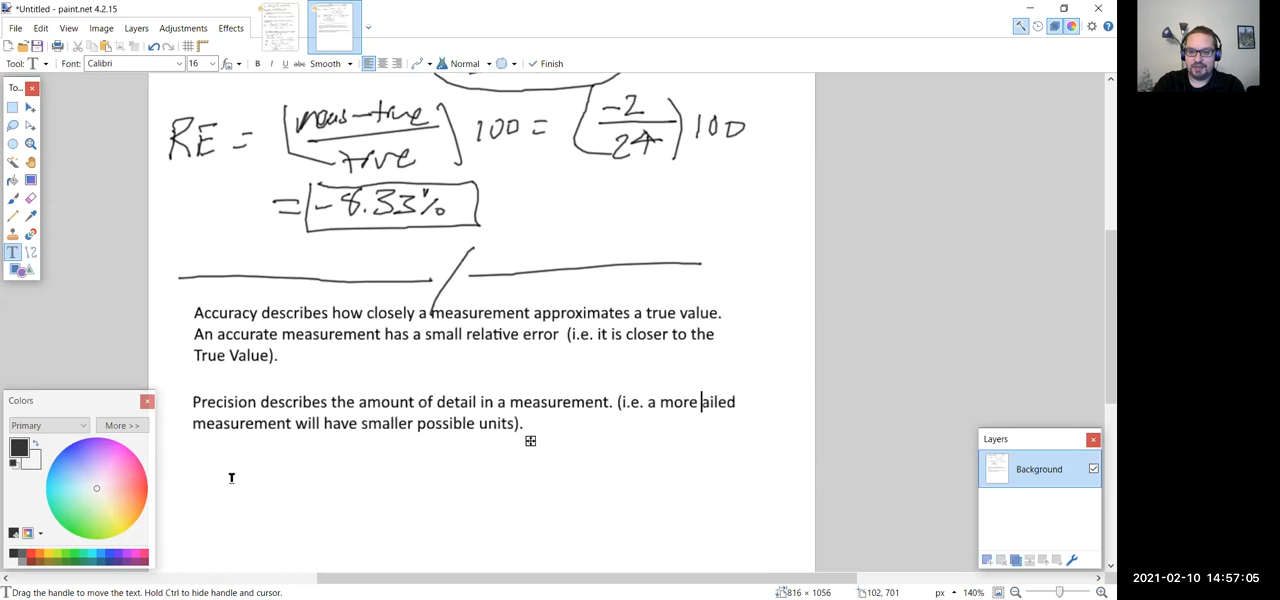 *Untitled - paint.net 4.2.15
File Edit View Image Layers Adjustments Effects
Tool: T Font: Calibri 16 B I U abc Smooth Normal Finish
To...
RE = (meas-true / true) 100 = (-2 / 24) 100
= -8.33%
Accuracy describes how closely a measurement approximates a true value.
An accurate measurement has a small relative error (i.e. it is closer to the
True Value).
Precision describes the amount of detail in a measurement. (i.e. a more ailed
measurement will have smaller possible units).
Colors
Primary More >>
Layers
Background
Drag the handle to move the text. Hold Ctrl to hide handle and cursor.
816 × 1056 102, 701 px 140%
2021-02-10 14:57:05